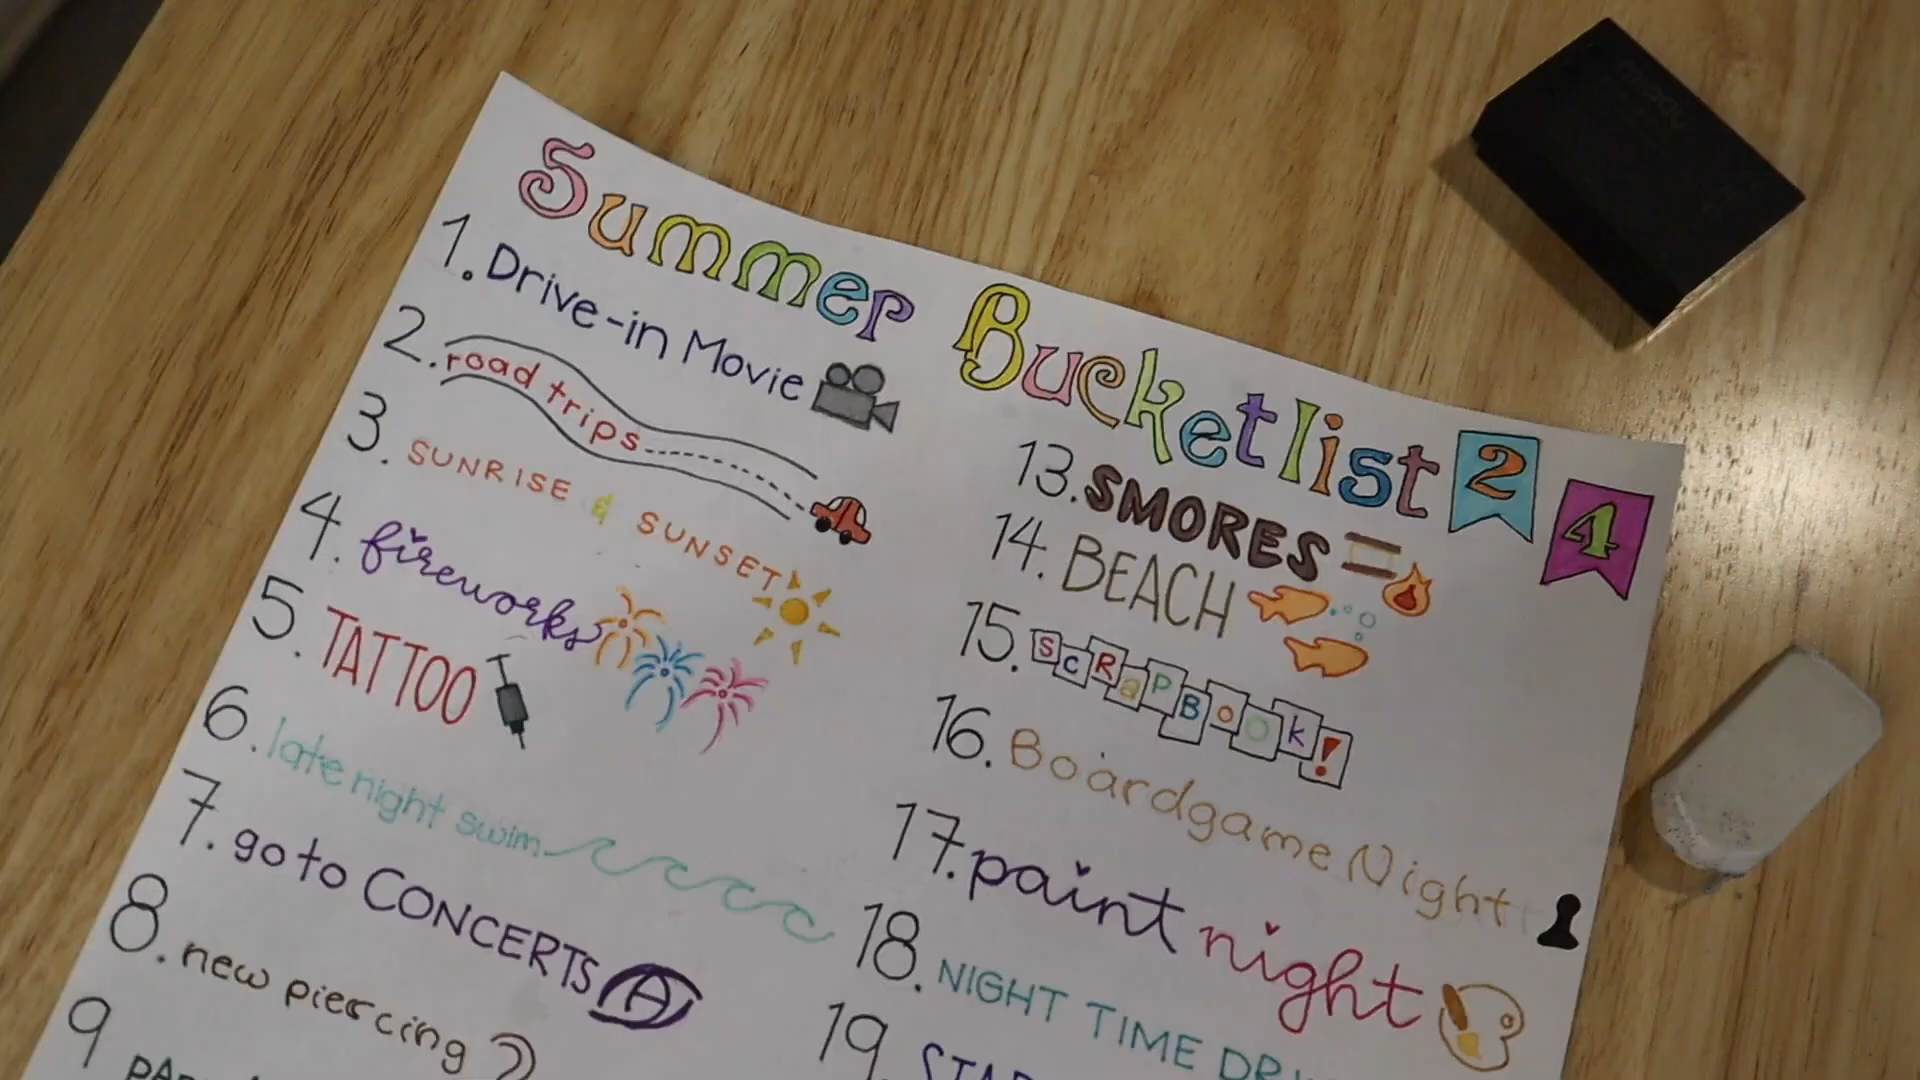 Summer Bucketlist 24
1. Drive-in Movie
2. road trips
3. SUNRISE & SUNSET
4. fireworks
5. TATTOO
6. late night swim
7. go to CONCERTS
8. new piercing
9
13. SMORES
14. BEACH
15. SCRaPBooK!
16. Boardgame Night
17. paint night
18. NIGHT TIME
19.